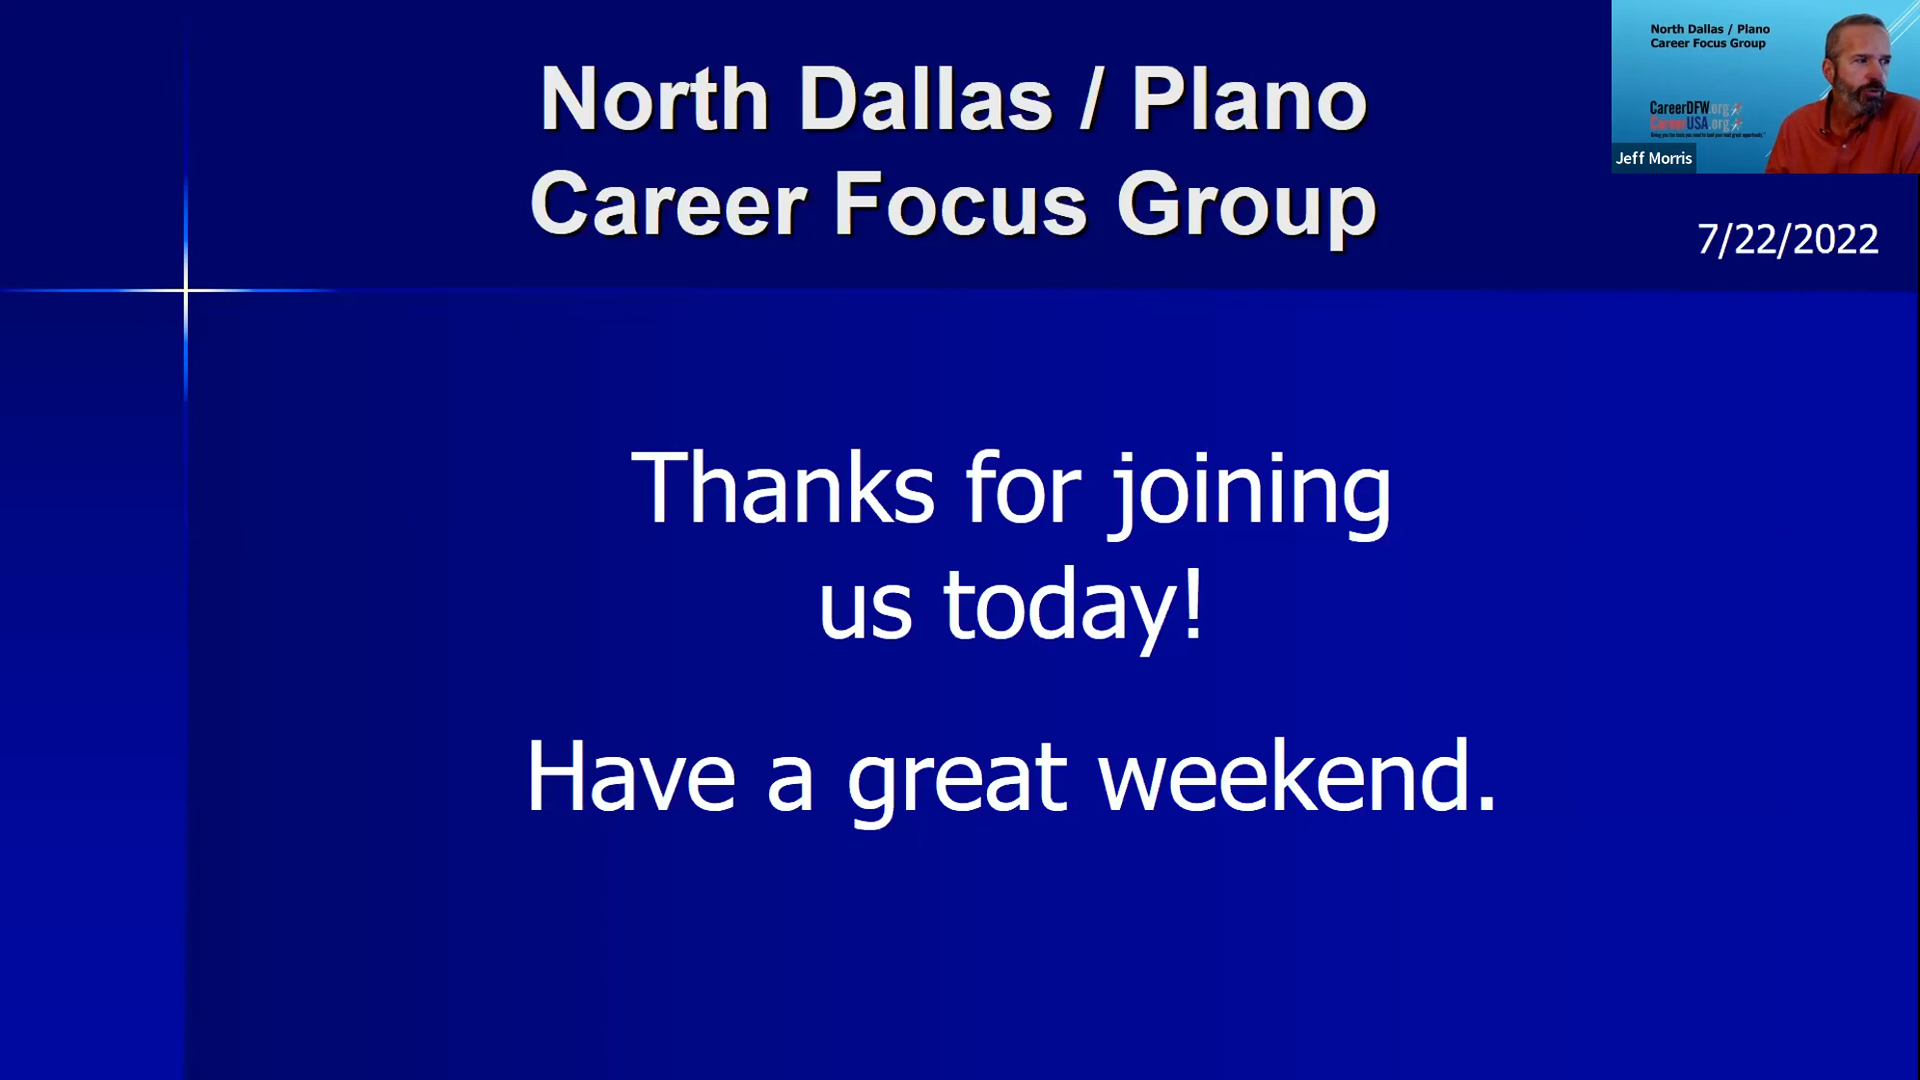 North Dallas / Plano
Career Focus Group
North Dallas / Plano
Career Focus Group
CareerDFW.org
CareerUSA.org
Jeff Morris
7/22/2022
Thanks for joining
us today!
Have a great weekend.